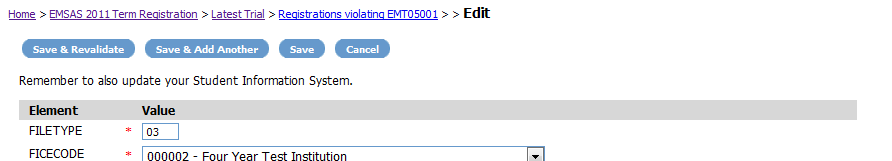 Home > EMSAS 2011 Term Registration > Latest Trial > Registrations violating EMT05001 > > Edit
Save & Revalidate Save & Add Another Save Cancel
Remember to also update your Student Information System.
Element Value
FILETYPE * 03
FICECODE * 000002 - Four Year Test Institution